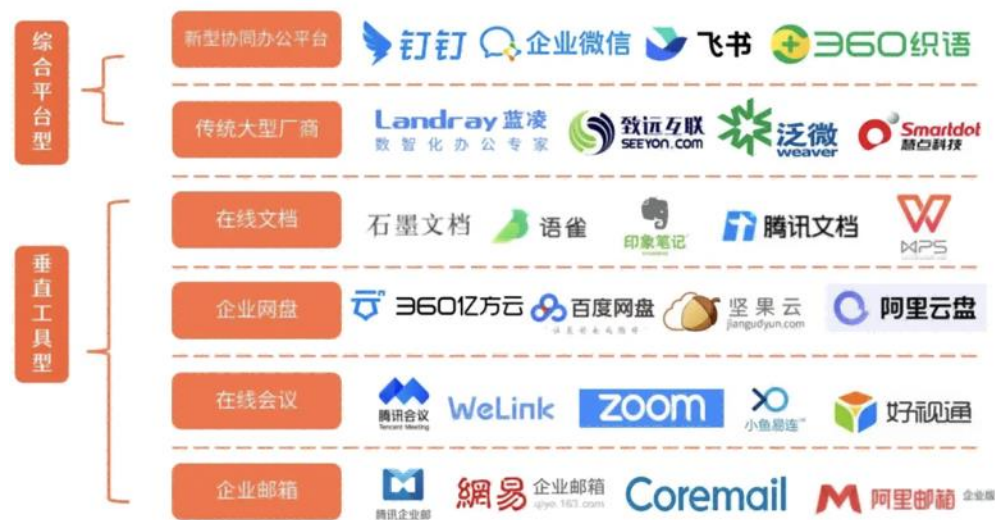 综合平台型
新型协同办公平台
钉钉
企业微信
飞书
360织语
传统大型厂商
Landray 蓝凌
数智化办公专家
致远互联
SEEYON.COM
泛微
weaver
Smartdot
慧点科技
垂直工具型
在线文档
石墨文档
语雀
印象笔记
腾讯文档
WPS
企业网盘
360亿方云
百度网盘
坚果云
jianguoyun.com
阿里云盘
在线会议
腾讯会议
Tencent Meeting
WeLink
zoom
小鱼易连
好视通
企业邮箱
腾讯企业邮
網易 企业邮箱
qiye.163.com
Coremail
阿里邮箱 企业版